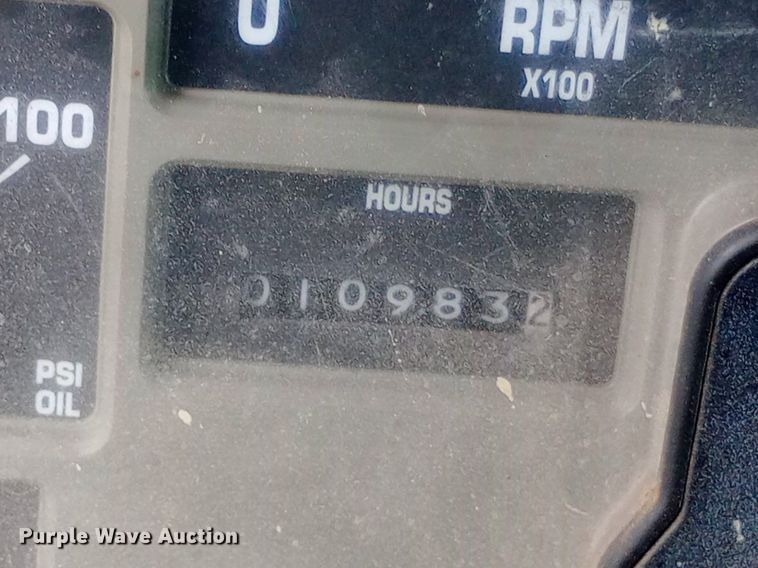 0
RPM
X100
100
HOURS
0109832
PSI
OIL
Purple Wave Auction